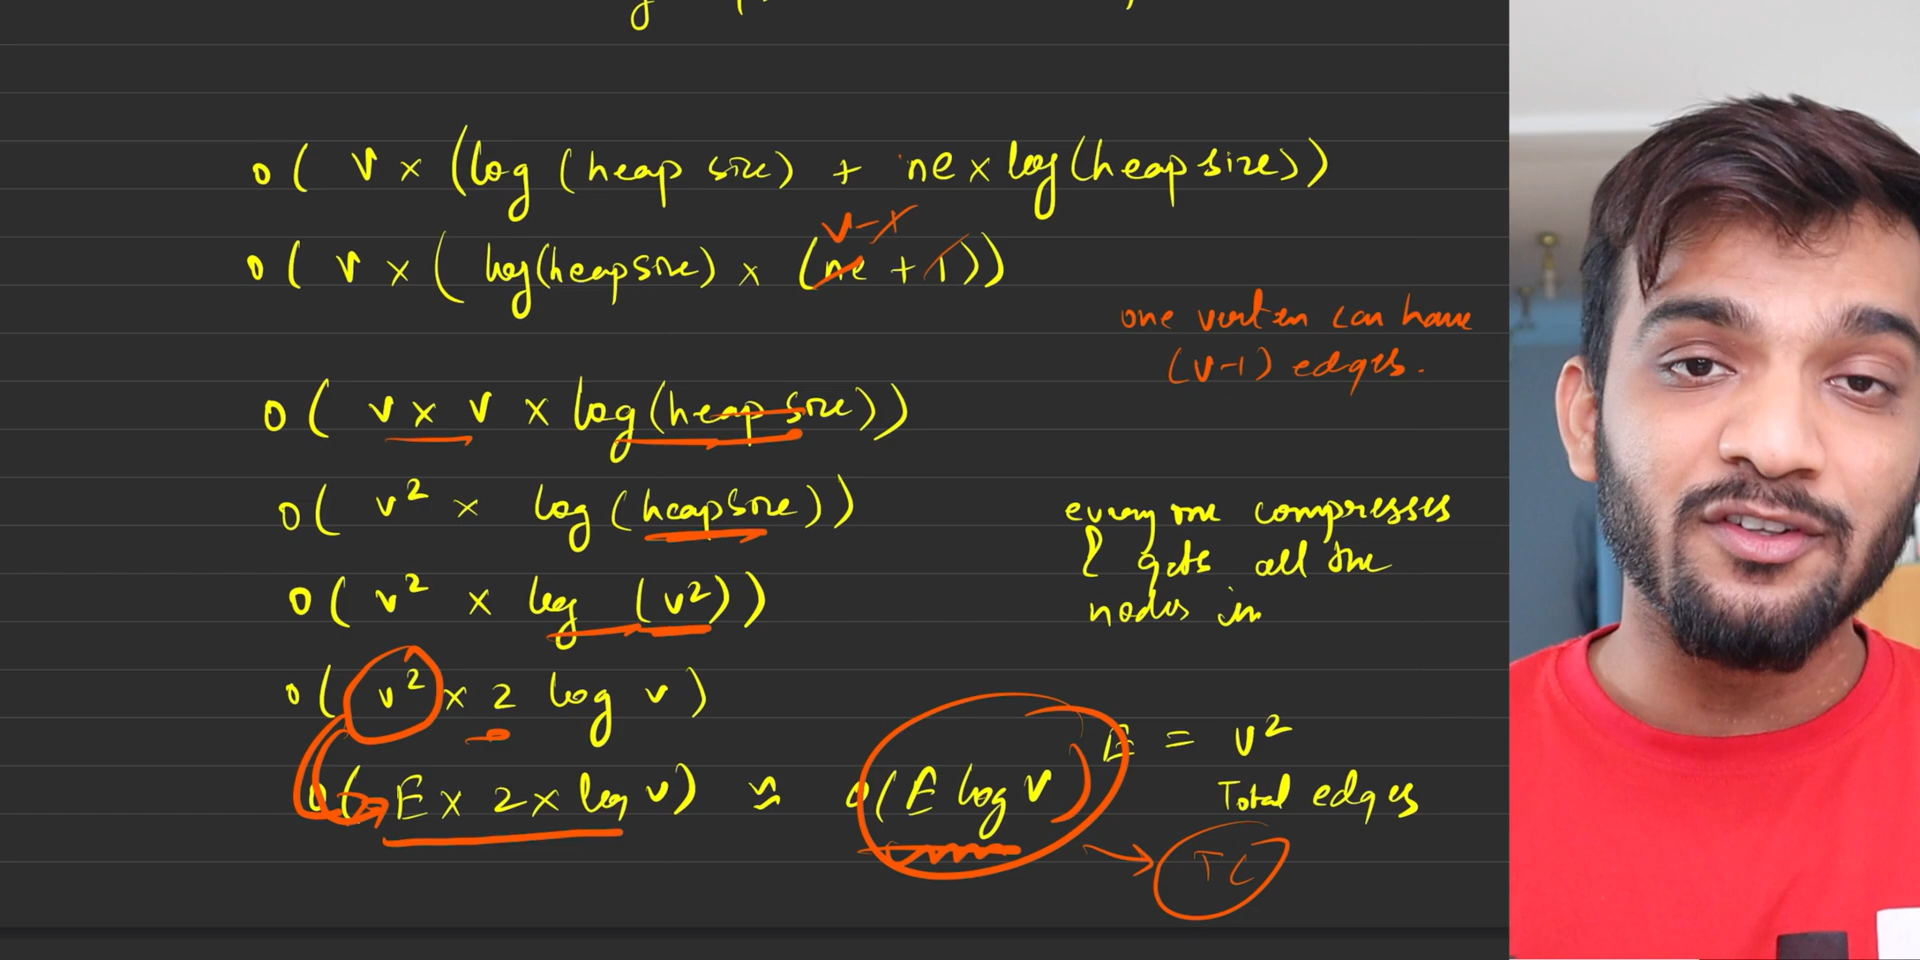 O( V × (log (heap size) + ne × log(heapsize))
V-1
O( V × ( log(heapsize) × (ne + 1))
one vertex can have
(V-1) edges.
O( V × V × log(heap size))
O( V² × log (heapsize))
every one compresses
& gets all the
nodes in
O( V² × log (V²))
O( V² × 2 log V)
E = V²
O( E × 2 × log V) ≈ O(E log V)
Total edges
TC